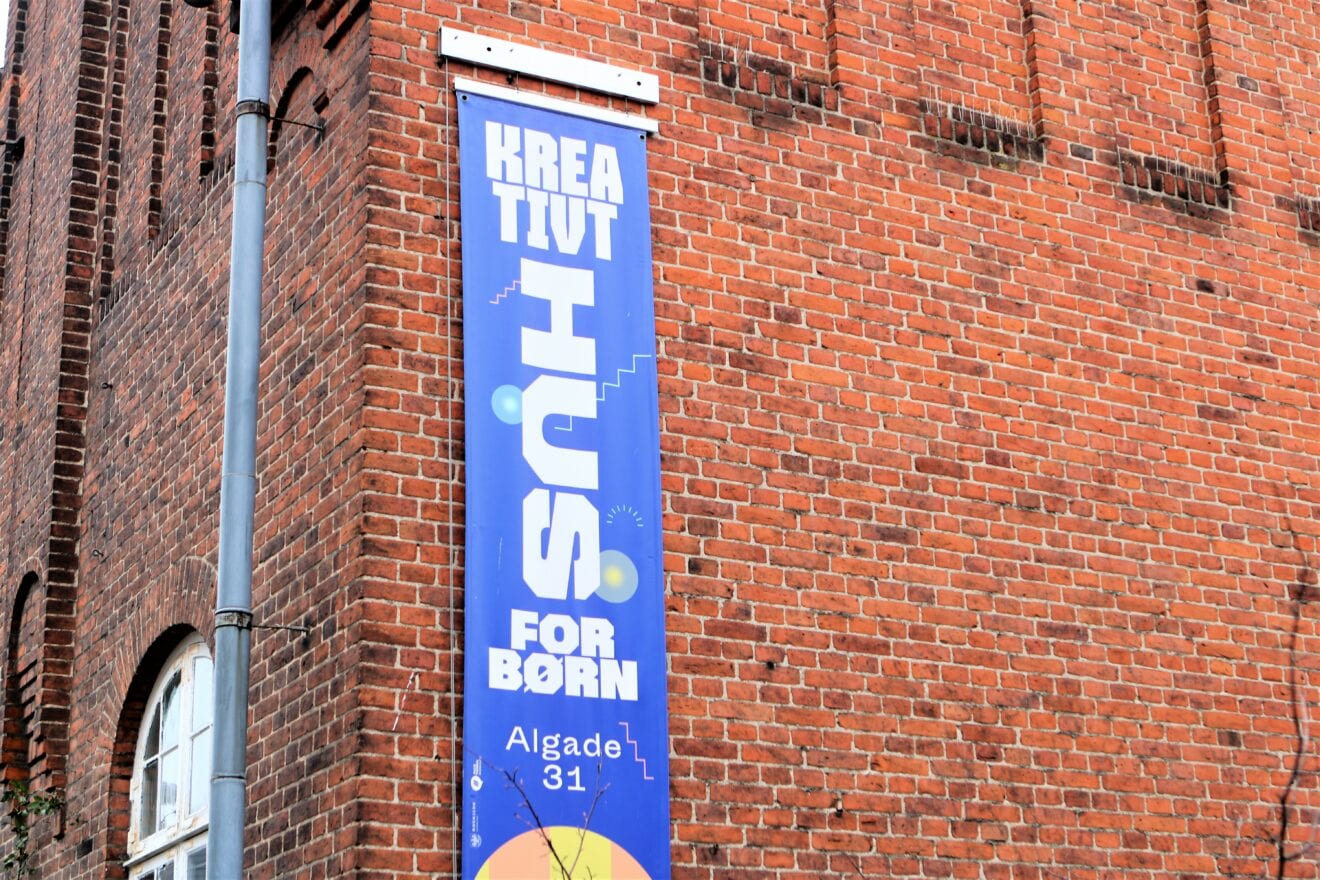 KREA
TIVT
HUS
FOR
BØRN
Algade
31